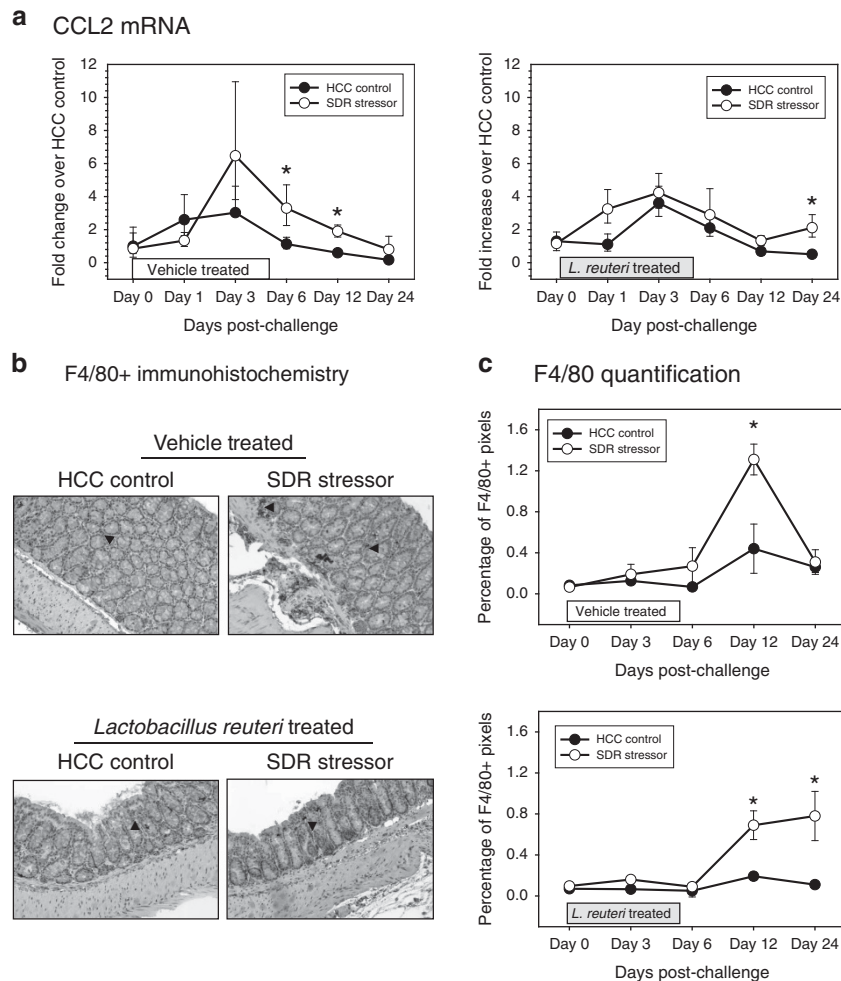 a CCL2 mRNA
Fold change over HCC control
12
10
8
6
4
2
0
HCC control
SDR stressor
*
*
Vehicle treated
Day 0 Day 1 Day 3 Day 6 Day 12 Day 24
Days post-challenge
Fold increase over HCC control
12
10
8
6
4
2
0
HCC control
SDR stressor
*
L. reuteri treated
Day 0 Day 1 Day 3 Day 6 Day 12 Day 24
Day post-challenge
b F4/80+ immunohistochemistry
Vehicle treated
HCC control SDR stressor
Lactobacillus reuteri treated
HCC control SDR stressor
c F4/80 quantification
Percentage of F4/80+ pixels
1.6
1.2
0.8
0.4
0.0
HCC control
SDR stressor
*
Vehicle treated
Day 0 Day 3 Day 6 Day 12 Day 24
Days post-challenge
Percentage of F4/80+ pixels
1.6
1.2
0.8
0.4
0.0
HCC control
SDR stressor
*
*
L. reuteri treated
Day 0 Day 3 Day 6 Day 12 Day 24
Days post-challenge